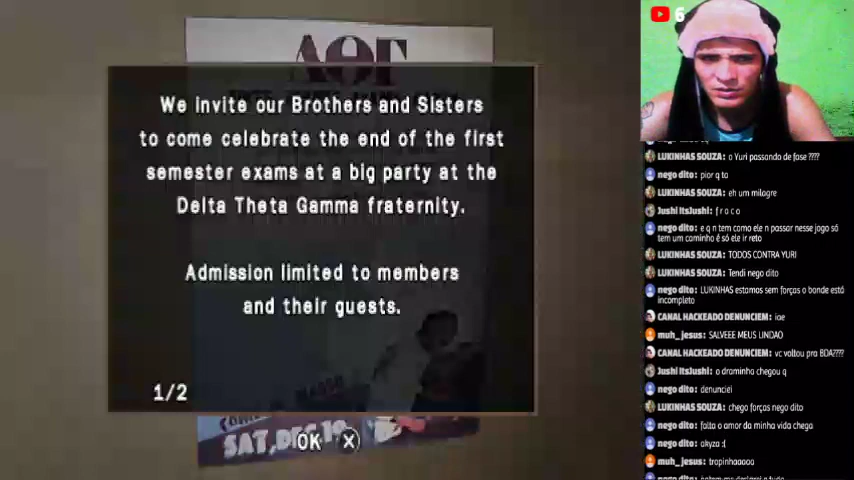 ΔΘΓ
We invite our Brothers and Sisters
to come celebrate the end of the first
semester exams at a big party at the
Delta Theta Gamma fraternity.
Admission limited to members
and their guests.
1/2
SAT,DEC,19
OK X
6
LUKINHAS SOUZA: o Yuri passando de fase ????
nego dito: pior q ta
LUKINHAS SOUZA: eh um milagre
Jushi ItsJushi: f r a c o
nego dito: e q n tem como ele n passar nesse jogo só
tem um caminho é só ele ir reto
LUKINHAS SOUZA: TODOS CONTRA YURI
LUKINHAS SOUZA: Tendi nego dito
nego dito: LUKINHAS estamos sem forças o bonde está
incompleto
CANAL HACKEADO DENUNCIEM: iae
muh_jesus: SALVEEE MEUS LINDAO
CANAL HACKEADO DENUNCIEM: vc voltou pra BDA????
Jushi ItsJushi: o draminha chegou q
nego dito: denunciei
LUKINHAS SOUZA: chego forças nego dito
nego dito: falta o amor da minha vida chega
nego dito: akyza :(
muh_jesus: tropinhaaaaa